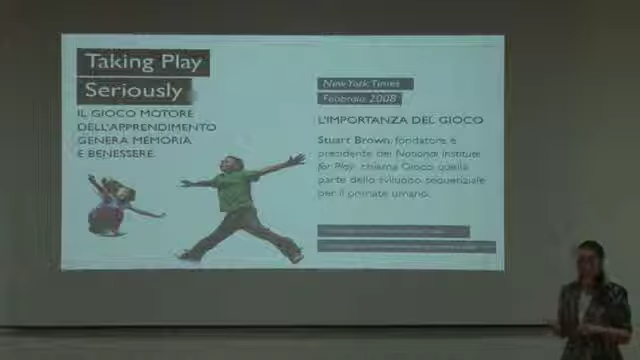 Taking Play
Seriously
IL GIOCO MOTORE
DELL'APPRENDIMENTO
GENERA MEMORIA
E BENESSERE.
New York Times
Febbraio 2008
L'IMPORTANZA DEL GIOCO
Stuart Brown, fondatore e
presidente del National Institute
for Play, chiama Gioco quella
parte dello sviluppo sequenziale
per il primate umano.